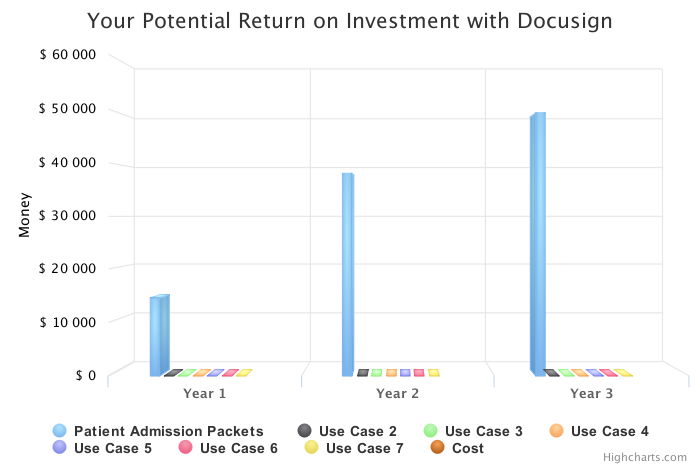 Your Potential Return on Investment with Docusign
$ 60 000
$ 50 000
$ 40 000
$ 30 000
$ 20 000
$ 10 000
$ 0
Money
Year 1
Year 2
Year 3
Patient Admission Packets
Use Case 2
Use Case 3
Use Case 4
Use Case 5
Use Case 6
Use Case 7
Cost
Highcharts.com